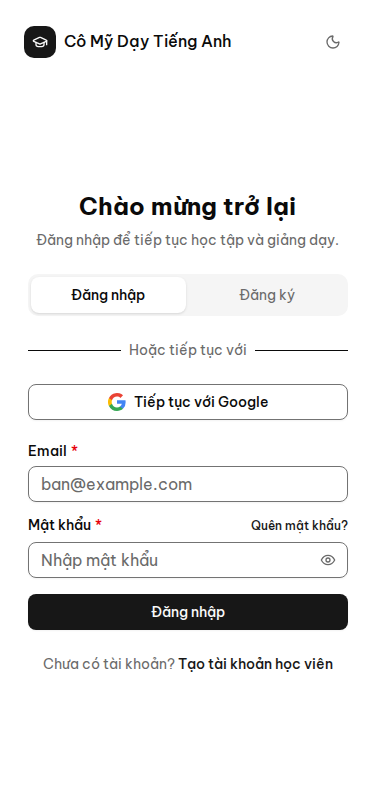 Cô Mỹ Dạy Tiếng Anh
Chào mừng trở lại
Đăng nhập để tiếp tục học tập và giảng dạy.
Đăng nhập
Đăng ký
Hoặc tiếp tục với
Tiếp tục với Google
Email *
ban@example.com
Mật khẩu *
Quên mật khẩu?
Nhập mật khẩu
Đăng nhập
Chưa có tài khoản? Tạo tài khoản học viên